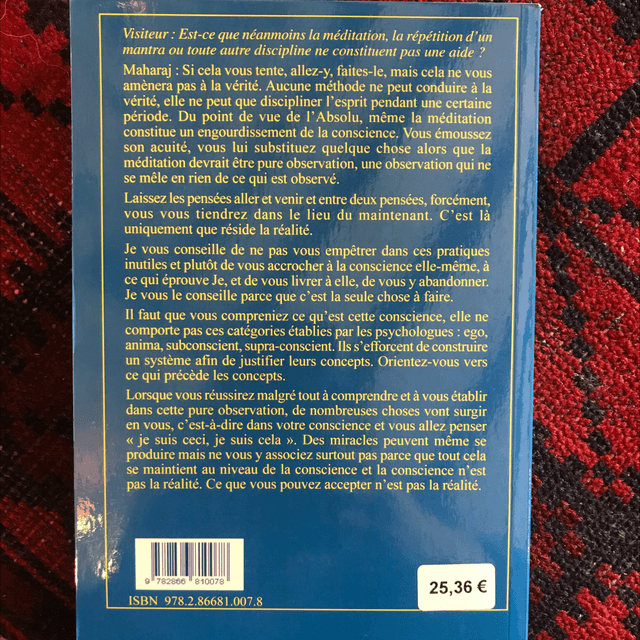 Visiteur : Est-ce que néanmoins la méditation, la répétition d'un
mantra ou toute autre discipline ne constituent pas une aide ?
Maharaj : Si cela vous tente, allez-y, faites-le, mais cela ne vous
amènera pas à la vérité. Aucune méthode ne peut conduire à la
vérité, elle ne peut que discipliner l'esprit pendant une certaine
période. Du point de vue de l'Absolu, même la méditation
constitue un engourdissement de la conscience. Vous émoussez
son acuité, vous lui substituez quelque chose alors que la
méditation devrait être pure observation, une observation qui ne
se mêle en rien de ce qui est observé.
Laissez les pensées aller et venir et entre deux pensées, forcément,
vous vous tiendrez dans le lieu du maintenant. C'est là
uniquement que réside la réalité.
Je vous conseille de ne pas vous empêtrer dans ces pratiques
inutiles et plutôt de vous accrocher à la conscience elle-même, à
ce qui éprouve Je, et de vous livrer à elle, de vous y abandonner.
Je vous le conseille parce que c'est la seule chose à faire.
Il faut que vous compreniez ce qu'est cette conscience, elle ne
comporte pas ces catégories établies par les psychologues : ego,
anima, subconscient, supra-conscient. Ils s'efforcent de construire
un système afin de justifier leurs concepts. Orientez-vous vers
ce qui précède les concepts.
Lorsque vous réussirez malgré tout à comprendre et à vous établir
dans cette pure observation, de nombreuses choses vont surgir
en vous, c'est-à-dire dans votre conscience et vous allez penser
« je suis ceci, je suis cela ». Des miracles peuvent même se
produire mais ne vous y associez surtout pas parce que tout cela
se maintient au niveau de la conscience et la conscience n'est
pas la réalité. Ce que vous pouvez accepter n'est pas la réalité.
9 782866 810078
25,36 €
ISBN 978.2.86681.007.8